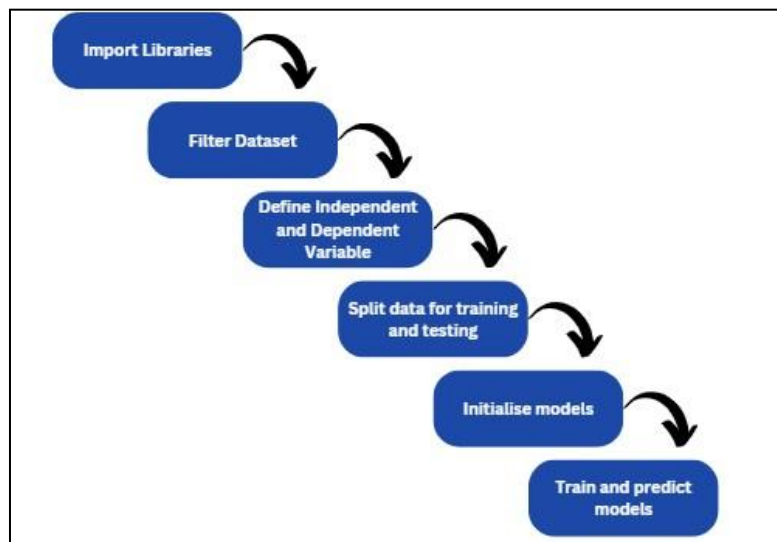 Import Libraries
Filter Dataset
Define Independent
and Dependent
Variable
Split data for training
and testing
Initialise models
Train and predict
models